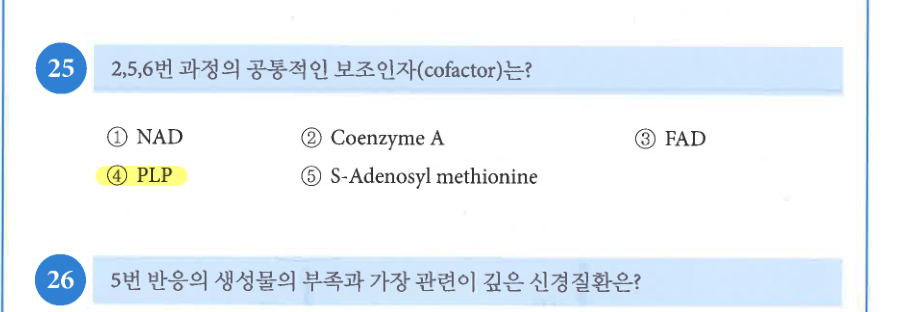 25 2,5,6번 과정의 공통적인 보조인자(cofactor)는?
① NAD ② Coenzyme A ③ FAD
④ PLP ⑤ S-Adenosyl methionine
26 5번 반응의 생성물의 부족과 가장 관련이 깊은 신경질환은?